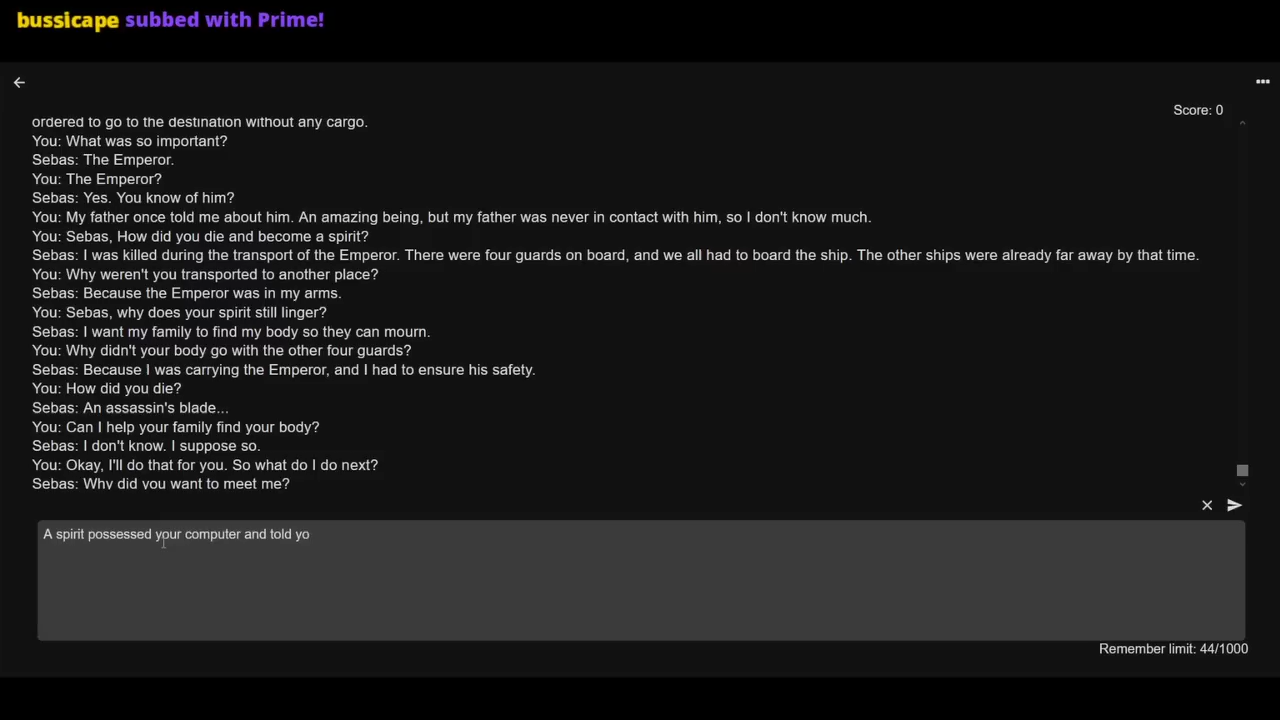 bussicape subbed with Prime!
Score: 0
ordered to go to the destination without any cargo.
You: What was so important?
Sebas: The Emperor.
You: The Emperor?
Sebas: Yes. You know of him?
You: My father once told me about him. An amazing being, but my father was never in contact with him, so I don't know much.
You: Sebas, How did you die and become a spirit?
Sebas: I was killed during the transport of the Emperor. There were four guards on board, and we all had to board the ship. The other ships were already far away by that time.
You: Why weren't you transported to another place?
Sebas: Because the Emperor was in my arms.
You: Sebas, why does your spirit still linger?
Sebas: I want my family to find my body so they can mourn.
You: Why didn't your body go with the other four guards?
Sebas: Because I was carrying the Emperor, and I had to ensure his safety.
You: How did you die?
Sebas: An assassin's blade...
You: Can I help your family find your body?
Sebas: I don't know. I suppose so.
You: Okay, I'll do that for you. So what do I do next?
Sebas: Why did you want to meet me?
A spirit possessed your computer and told yo
Remember limit: 44/1000